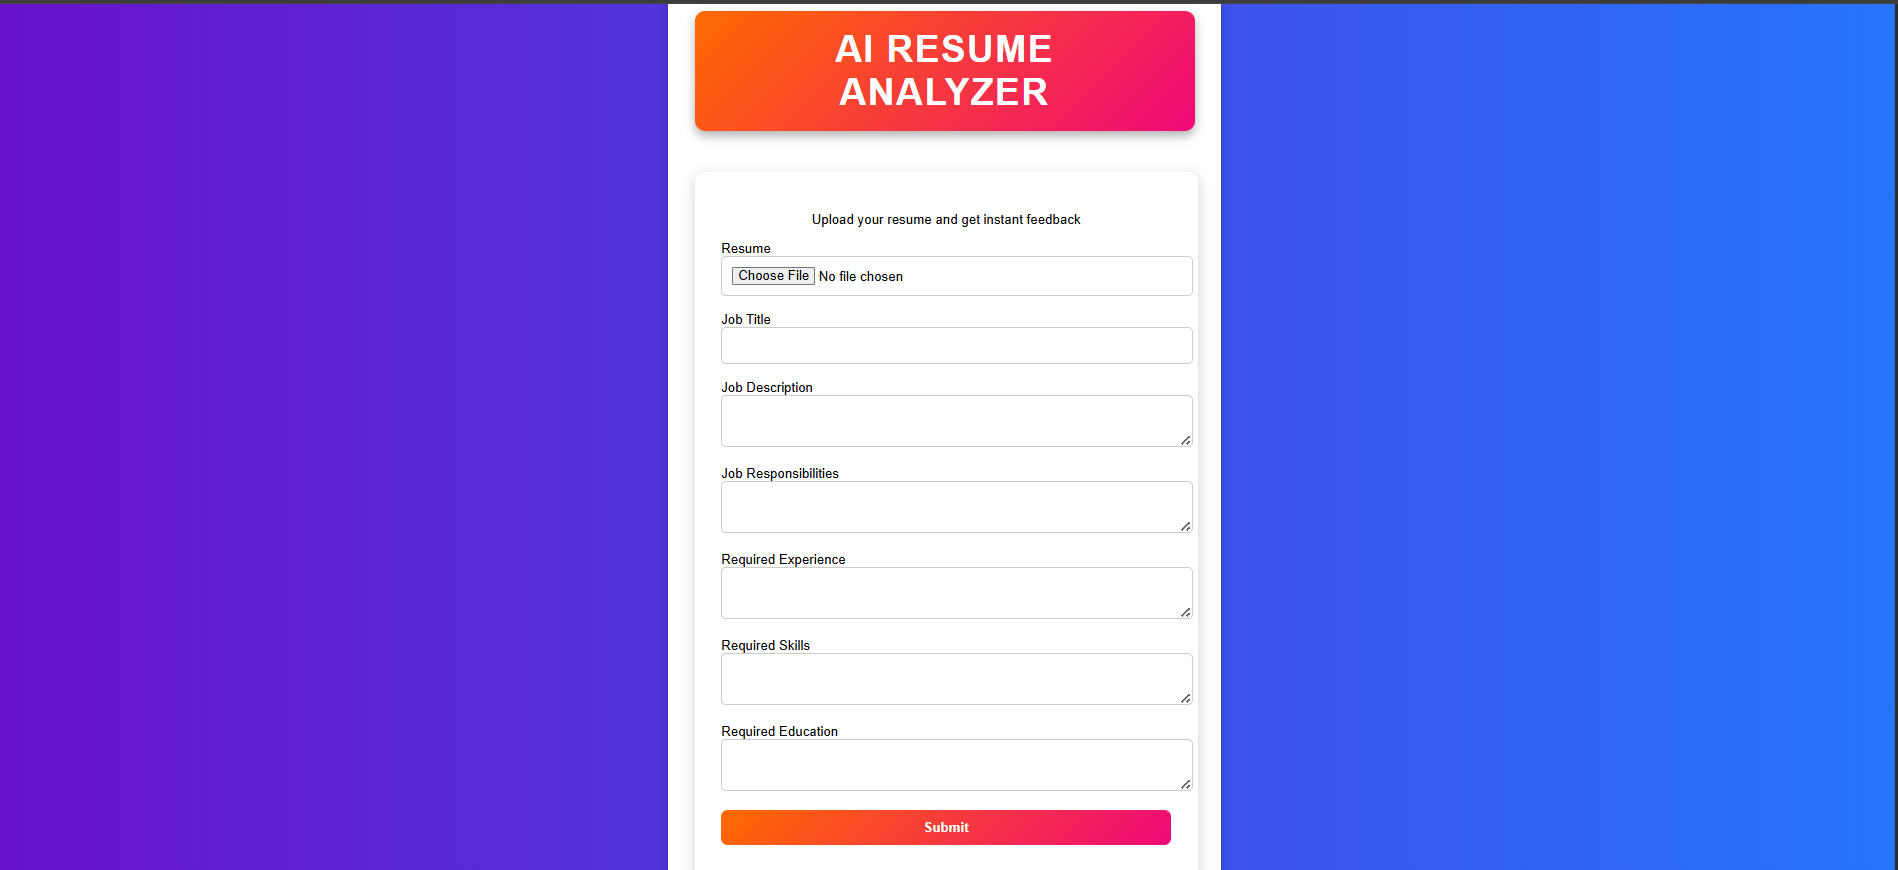 AI RESUME
ANALYZER
Upload your resume and get instant feedback
Resume
Choose File No file chosen
Job Title
Job Description
Job Responsibilities
Required Experience
Required Skills
Required Education
Submit